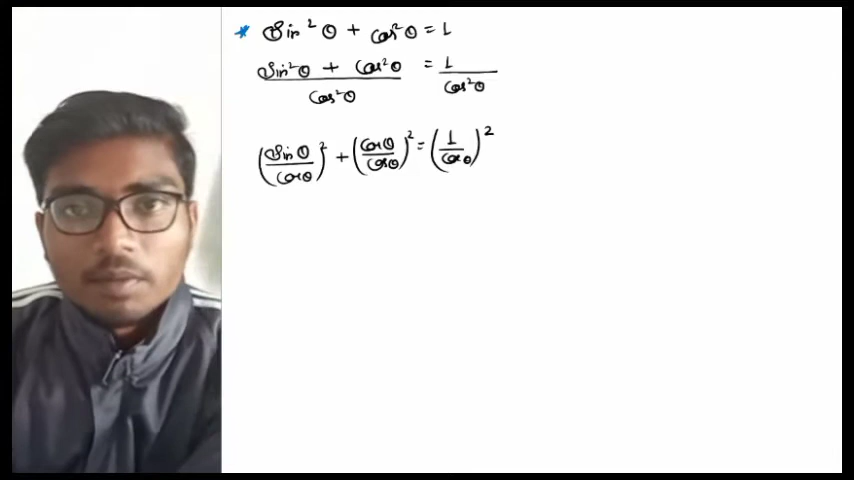 * Sin²θ + cos²θ = 1
(Sin²θ + cos²θ)/cos²θ = 1/cos²θ
(Sinθ/cosθ)² + (cosθ/cosθ)² = (1/cosθ)²